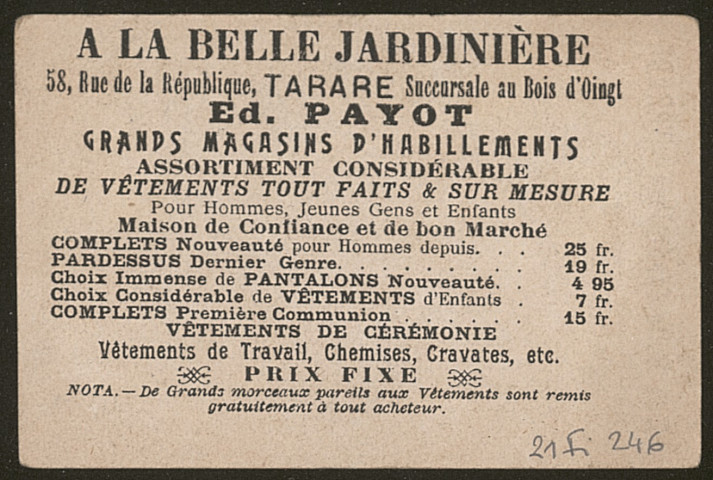 A LA BELLE JARDINIÈRE
58, Rue de la République, TARARE Succursale au Bois d'Oingt
Ed. PAYOT
GRANDS MAGASINS D'HABILLEMENTS
ASSORTIMENT CONSIDÉRABLE
DE VÊTEMENTS TOUT FAITS & SUR MESURE
Pour Hommes, Jeunes Gens et Enfants
Maison de Confiance et de bon Marché
COMPLETS Nouveauté pour Hommes depuis. . . 25 fr.
PARDESSUS Dernier Genre. . . . . . . . . 19 fr.
Choix Immense de PANTALONS Nouveauté. . 4 95
Choix Considérable de VÊTEMENTS d'Enfants . 7 fr.
COMPLETS Première Communion . . . . . . 15 fr.
VÊTEMENTS DE CÉRÉMONIE
Vêtements de Travail, Chemises, Cravates, etc.
PRIX FIXE
NOTA. — De Grands morceaux pareils aux Vêtements sont remis
gratuitement à tout acheteur.
21 Fi 246